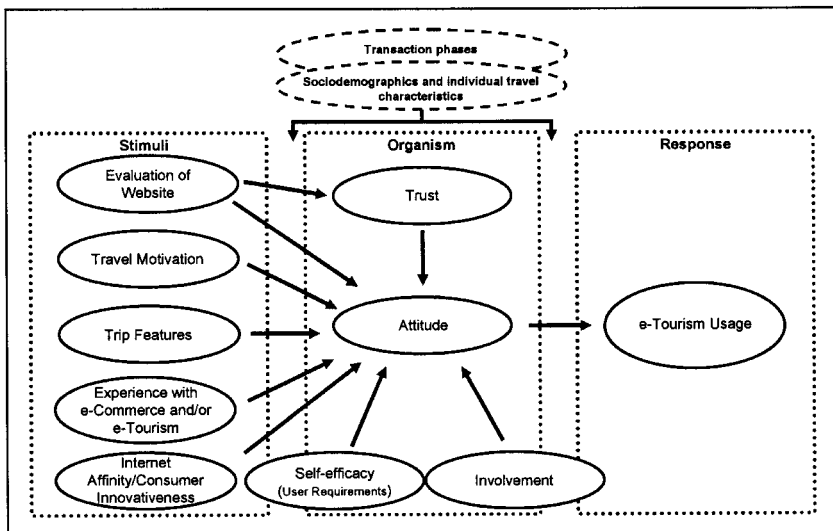 Transaction phases
Sociodemographics and individual travel
characteristics
Stimuli
Organism
Response
Evaluation of
Website
Trust
Travel Motivation
Trip Features
Attitude
e-Tourism Usage
Experience with
e-Commerce and/or
e-Tourism
Internet
Affinity/Consumer
Innovativeness
Self-efficacy
(User Requirements)
Involvement